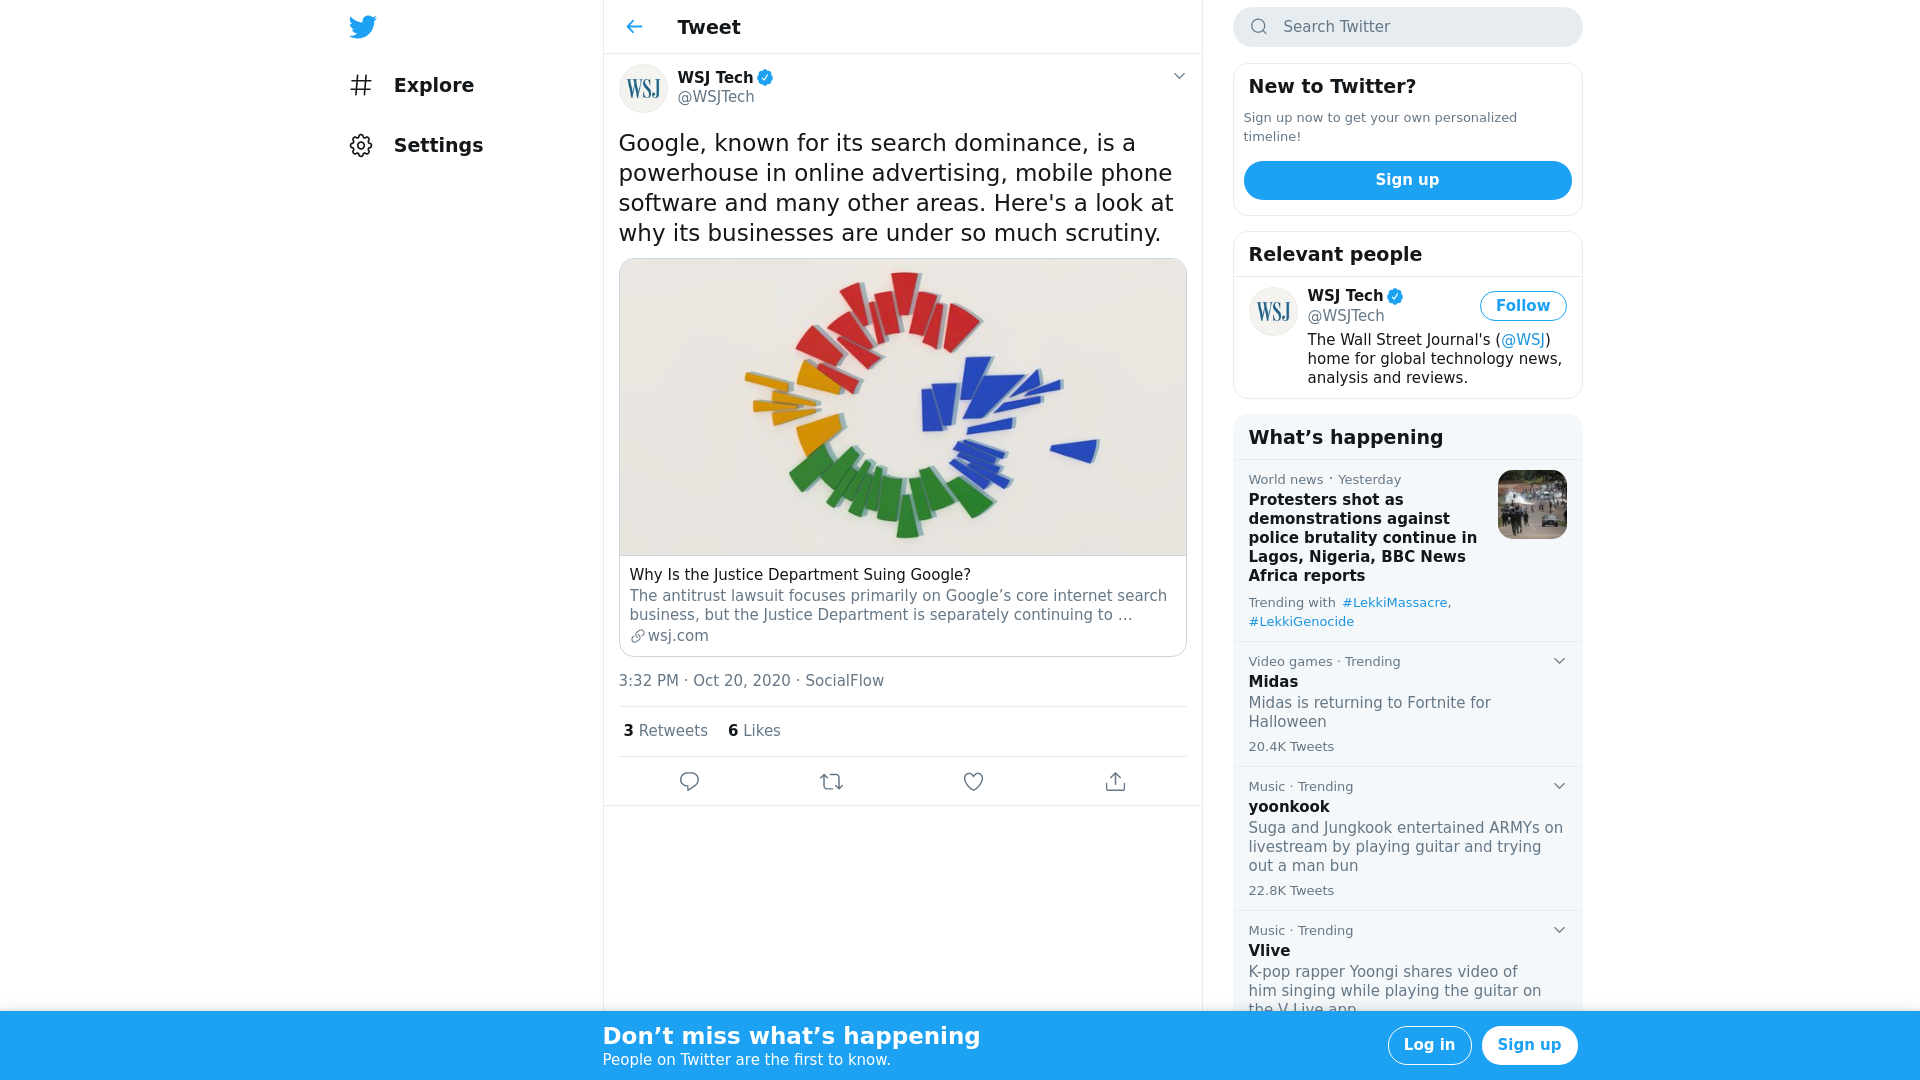 Explore
Settings
Tweet
WSJ
WSJ Tech
@WSJTech
Google, known for its search dominance, is a
powerhouse in online advertising, mobile phone
software and many other areas. Here's a look at
why its businesses are under so much scrutiny.
Why Is the Justice Department Suing Google?
The antitrust lawsuit focuses primarily on Google’s core internet search
business, but the Justice Department is separately continuing to …
wsj.com
3:32 PM · Oct 20, 2020 · SocialFlow
3 Retweets 6 Likes
Search Twitter
New to Twitter?
Sign up now to get your own personalized
timeline!
Sign up
Relevant people
WSJ
WSJ Tech
@WSJTech
Follow
The Wall Street Journal's (@WSJ)
home for global technology news,
analysis and reviews.
What’s happening
World news · Yesterday
Protesters shot as
demonstrations against
police brutality continue in
Lagos, Nigeria, BBC News
Africa reports
Trending with #LekkiMassacre,
#LekkiGenocide
Video games · Trending
Midas
Midas is returning to Fortnite for
Halloween
20.4K Tweets
Music · Trending
yoonkook
Suga and Jungkook entertained ARMYs on
livestream by playing guitar and trying
out a man bun
22.8K Tweets
Music · Trending
Vlive
K-pop rapper Yoongi shares video of
him singing while playing the guitar on
the V Live app
Don’t miss what’s happening
People on Twitter are the first to know.
Log in
Sign up